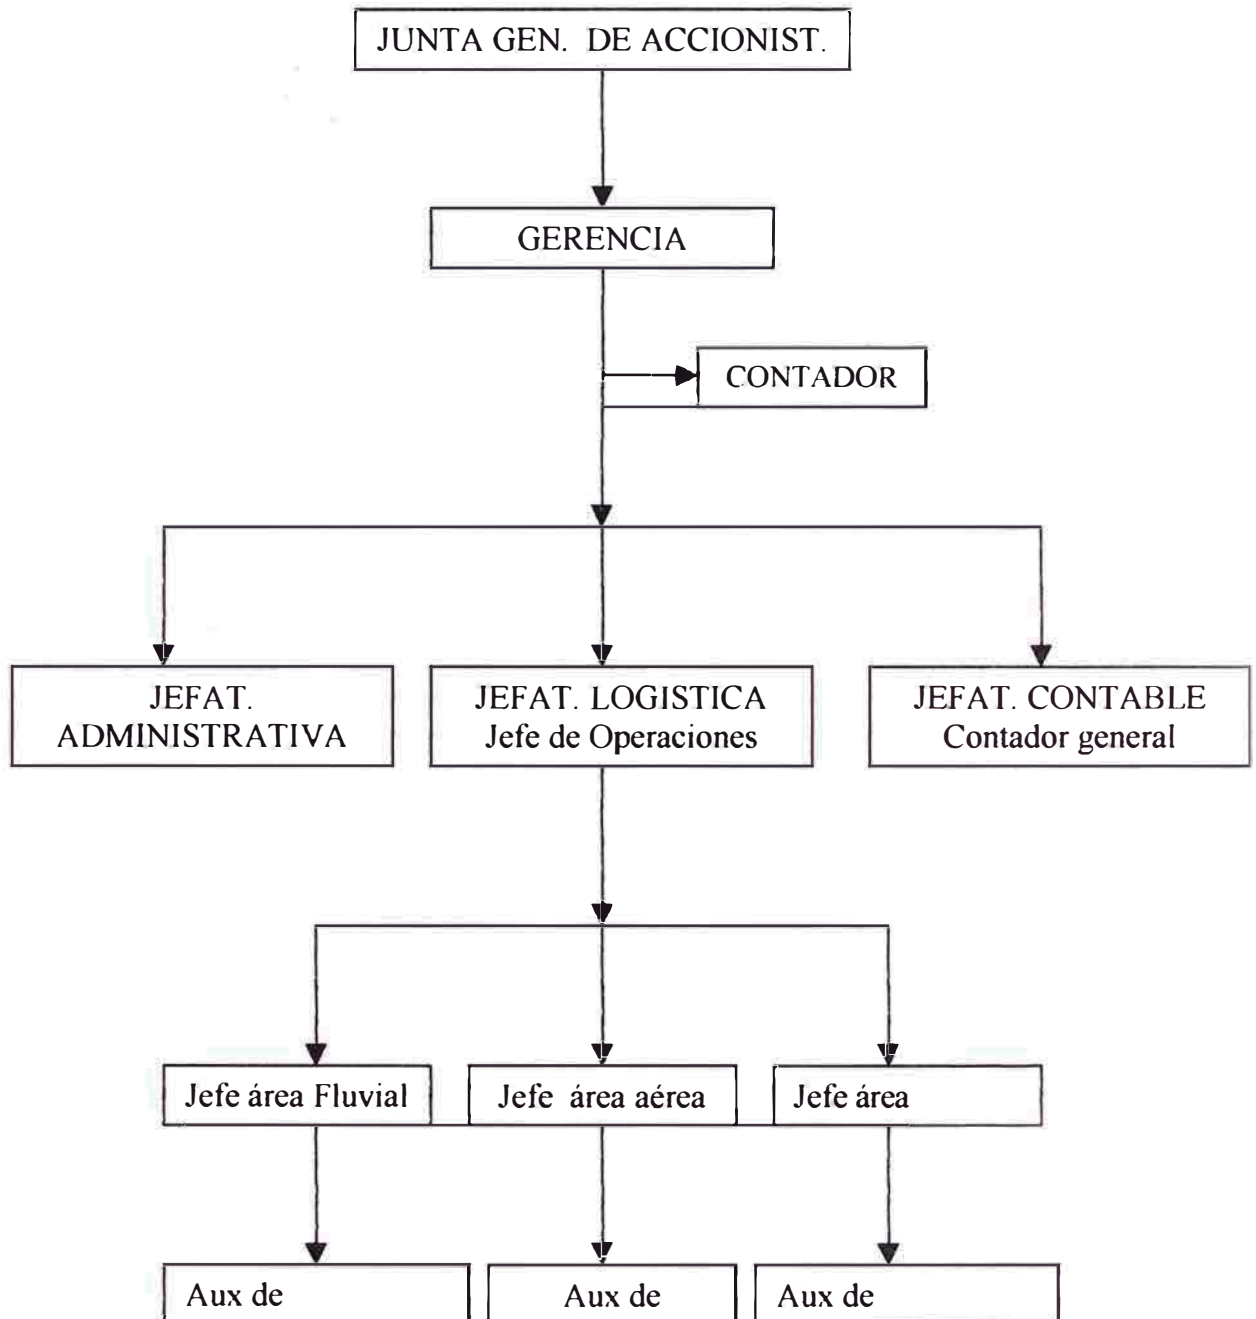 JUNTA GEN. DE ACCIONIST.
GERENCIA
CONTADOR
JEFAT.
ADMINISTRATIVA
JEFAT. LOGISTICA
Jefe de Operaciones
JEFAT. CONTABLE
Contador general
Jefe área Fluvial
Jefe área aérea
Jefe área
Aux de
Aux de
Aux de